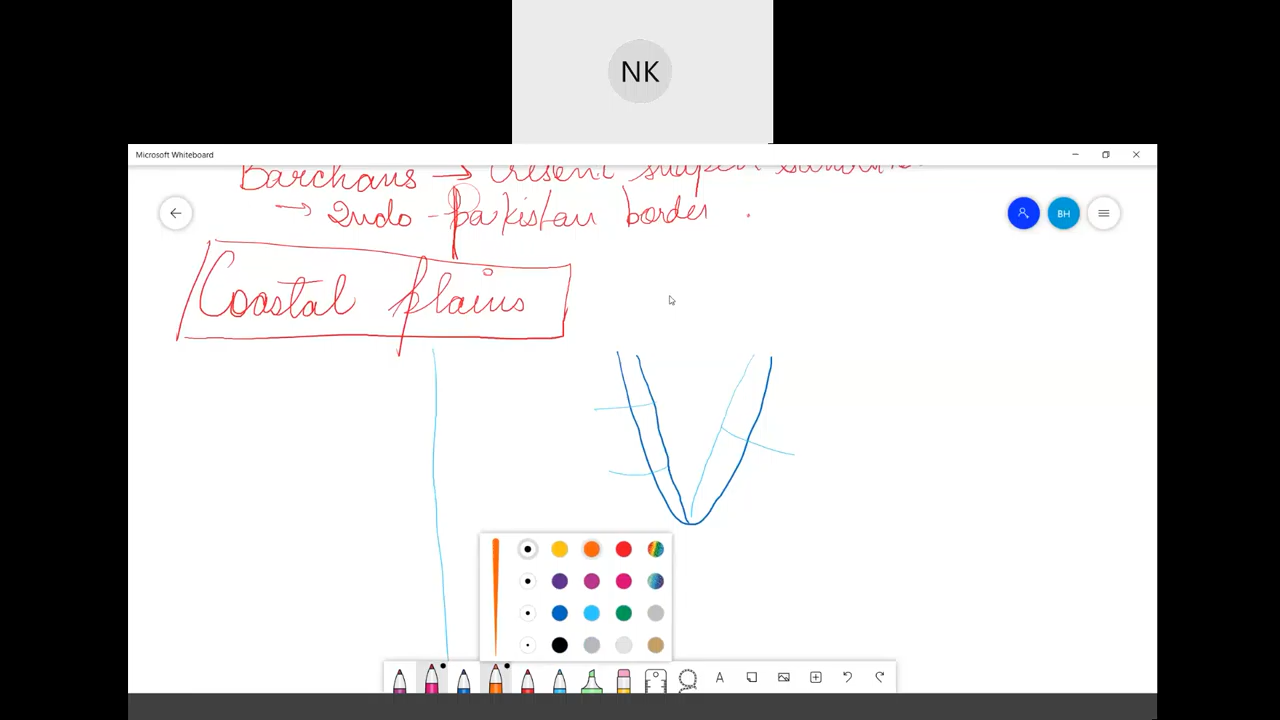 NK
Microsoft Whiteboard
Barchans → Cresent shaped
→ Indo - Pakistan border .
BH
Coastal plains
A